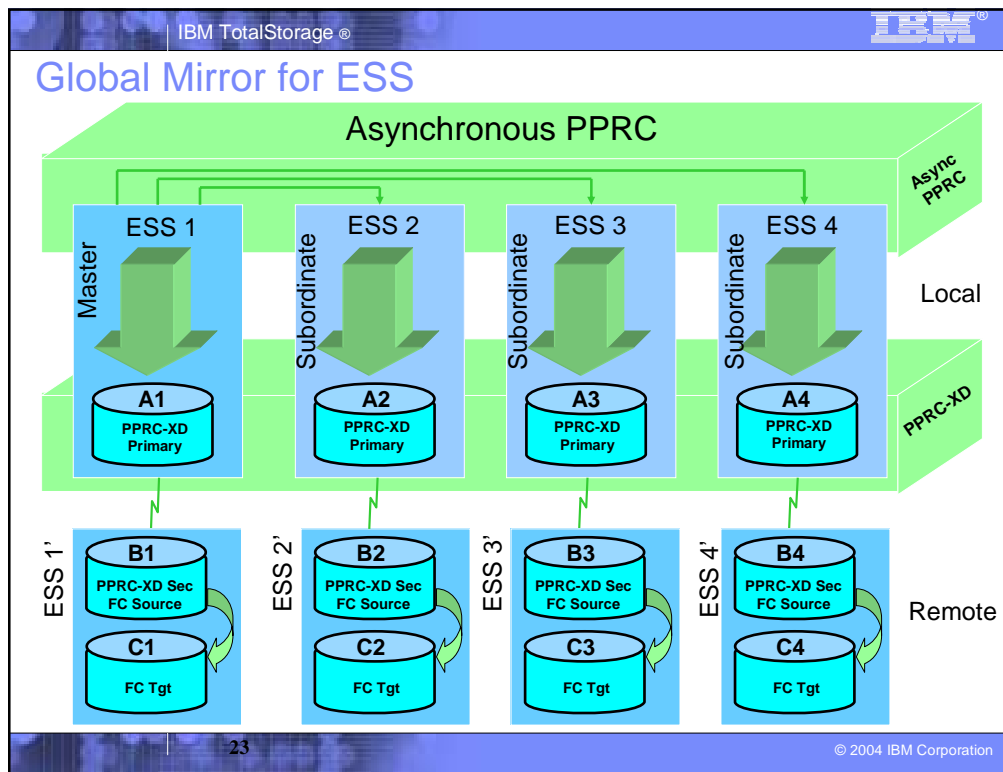 IBM TotalStorage ®
IBM®
Global Mirror for ESS
Asynchronous PPRC
Async
PPRC
ESS 1
ESS 2
ESS 3
ESS 4
Master
Subordinate
Subordinate
Subordinate
Local
A1
PPRC-XD
Primary
A2
PPRC-XD
Primary
A3
PPRC-XD
Primary
A4
PPRC-XD
Primary
PPRC-XD
ESS 1’
B1
PPRC-XD Sec
FC Source
C1
FC Tgt
ESS 2’
B2
PPRC-XD Sec
FC Source
C2
FC Tgt
ESS 3’
B3
PPRC-XD Sec
FC Source
C3
FC Tgt
ESS 4’
B4
PPRC-XD Sec
FC Source
C4
FC Tgt
Remote
23
© 2004 IBM Corporation